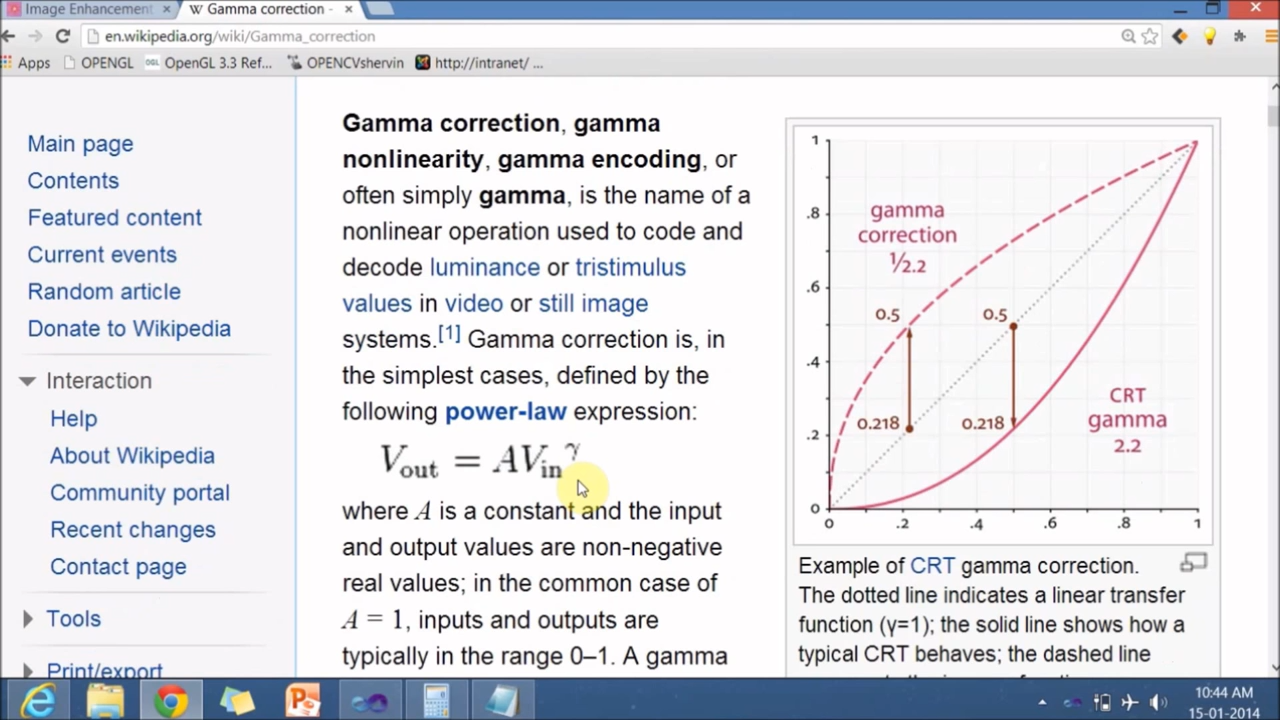 Image Enhancement
W Gamma correction -
en.wikipedia.org/wiki/Gamma_correction
Apps OPENGL OGL OpenGL 3.3 Ref... OPENCVshervin http://intranet/ ...
Main page
Contents
Featured content
Current events
Random article
Donate to Wikipedia
Interaction
Help
About Wikipedia
Community portal
Recent changes
Contact page
Tools
Print/export
Gamma correction, gamma
nonlinearity, gamma encoding, or
often simply gamma, is the name of a
nonlinear operation used to code and
decode luminance or tristimulus
values in video or still image
systems.[1] Gamma correction is, in
the simplest cases, defined by the
following power-law expression:
Vout = AVin^γ
where A is a constant and the input
and output values are non-negative
real values; in the common case of
A = 1, inputs and outputs are
typically in the range 0–1. A gamma
1
.8
.6
.4
.2
0
gamma
correction
1/2.2
0.5 0.5
0.218 0.218
CRT
gamma
2.2
0 .2 .4 .6 .8 1
Example of CRT gamma correction.
The dotted line indicates a linear transfer
function (γ=1); the solid line shows how a
typical CRT behaves; the dashed line
10:44 AM
15-01-2014